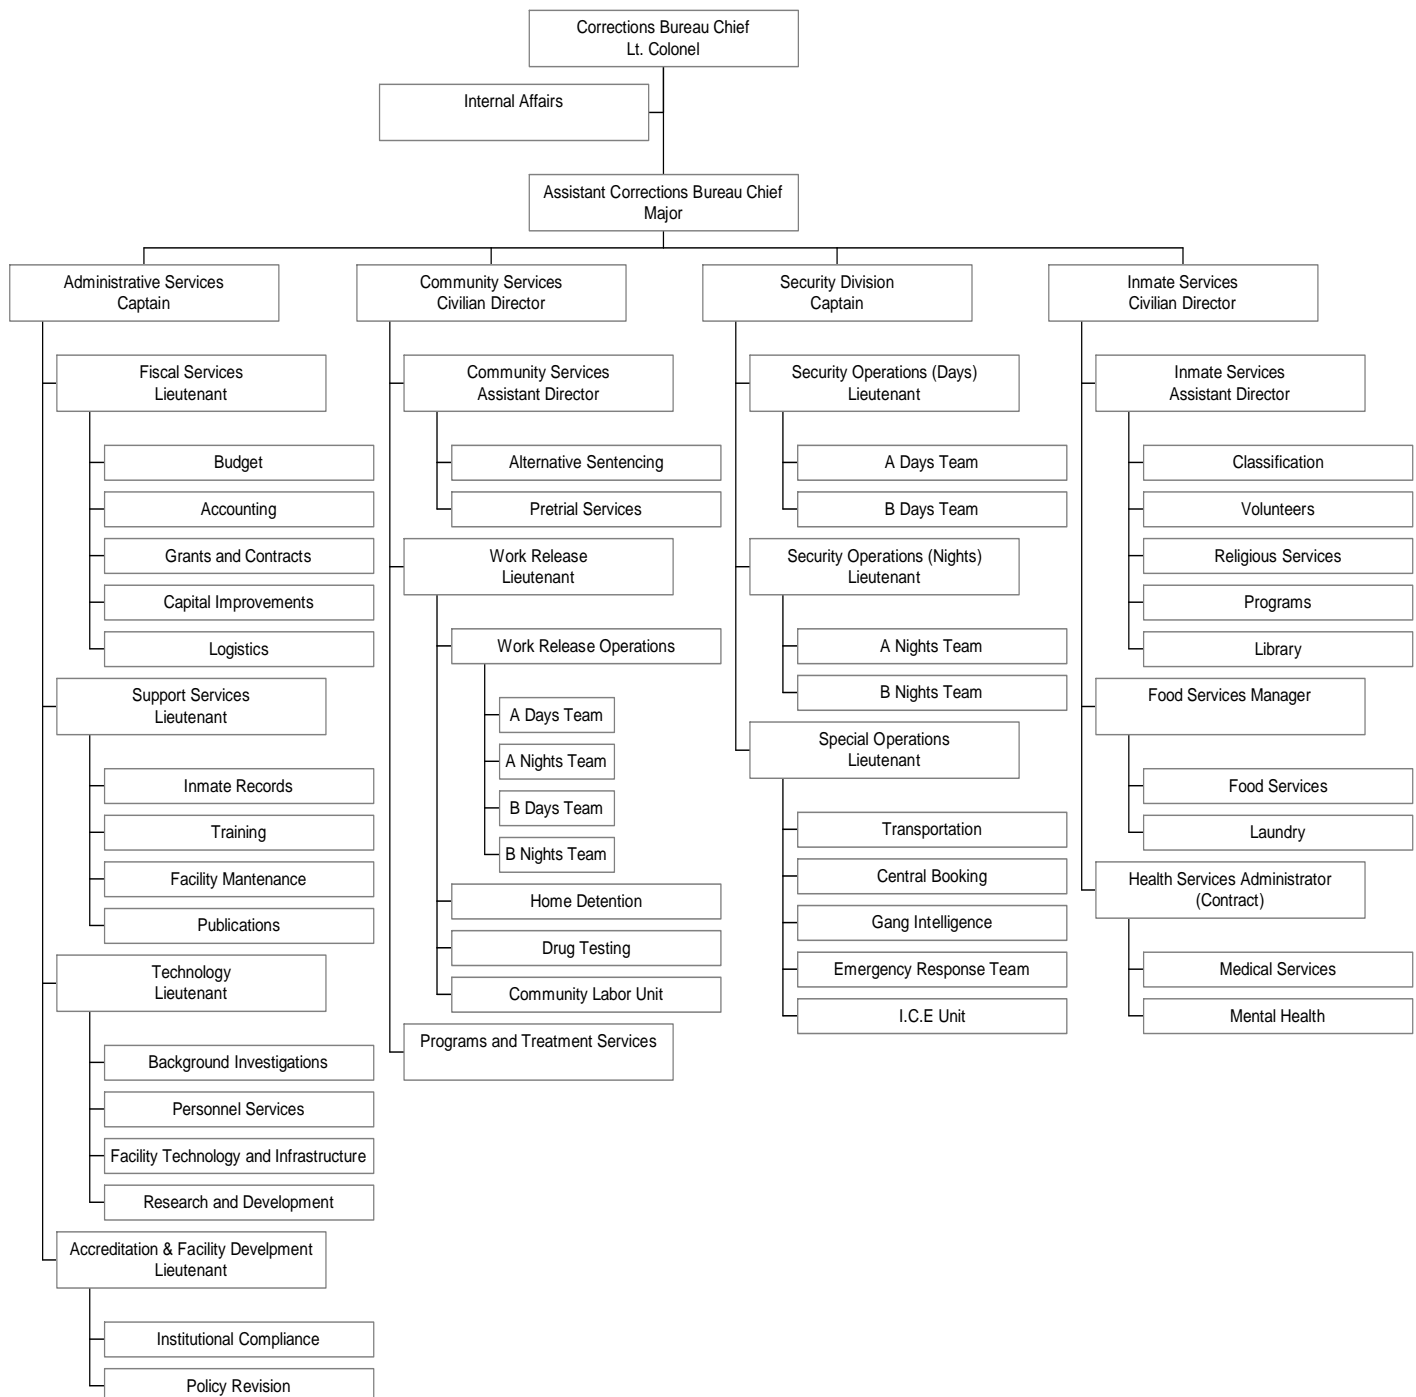 Corrections Bureau Chief
Lt. Colonel
Internal Affairs
Assistant Corrections Bureau Chief
Major
Administrative Services
Captain
Fiscal Services
Lieutenant
Budget
Accounting
Grants and Contracts
Capital Improvements
Logistics
Support Services
Lieutenant
Inmate Records
Training
Facility Mantenance
Publications
Technology
Lieutenant
Background Investigations
Personnel Services
Facility Technology and Infrastructure
Research and Development
Accreditation & Facility Develpment
Lieutenant
Institutional Compliance
Policy Revision
Community Services
Civilian Director
Community Services
Assistant Director
Alternative Sentencing
Pretrial Services
Work Release
Lieutenant
Work Release Operations
A Days Team
A Nights Team
B Days Team
B Nights Team
Home Detention
Drug Testing
Community Labor Unit
Programs and Treatment Services
Security Division
Captain
Security Operations (Days)
Lieutenant
A Days Team
B Days Team
Security Operations (Nights)
Lieutenant
A Nights Team
B Nights Team
Special Operations
Lieutenant
Transportation
Central Booking
Gang Intelligence
Emergency Response Team
I.C.E Unit
Inmate Services
Civilian Director
Inmate Services
Assistant Director
Classification
Volunteers
Religious Services
Programs
Library
Food Services Manager
Food Services
Laundry
Health Services Administrator
(Contract)
Medical Services
Mental Health